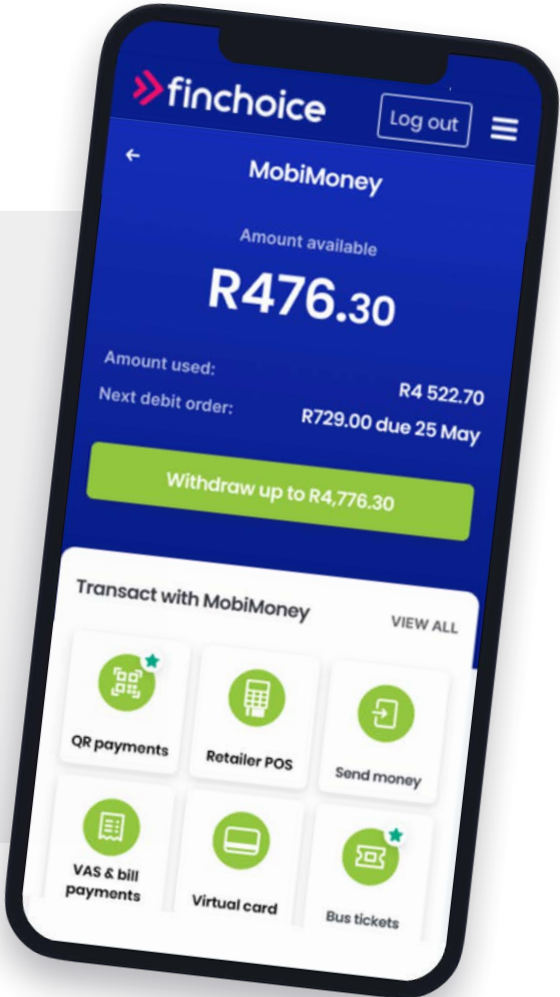 finchoice
Log out
MobiMoney
Amount available
R476.30
Amount used: R4 522.70
Next debit order: R729.00 due 25 May
Withdraw up to R4,776.30
Transact with MobiMoney VIEW ALL
QR payments Retailer POS Send money
VAS & bill
payments Virtual card Bus tickets